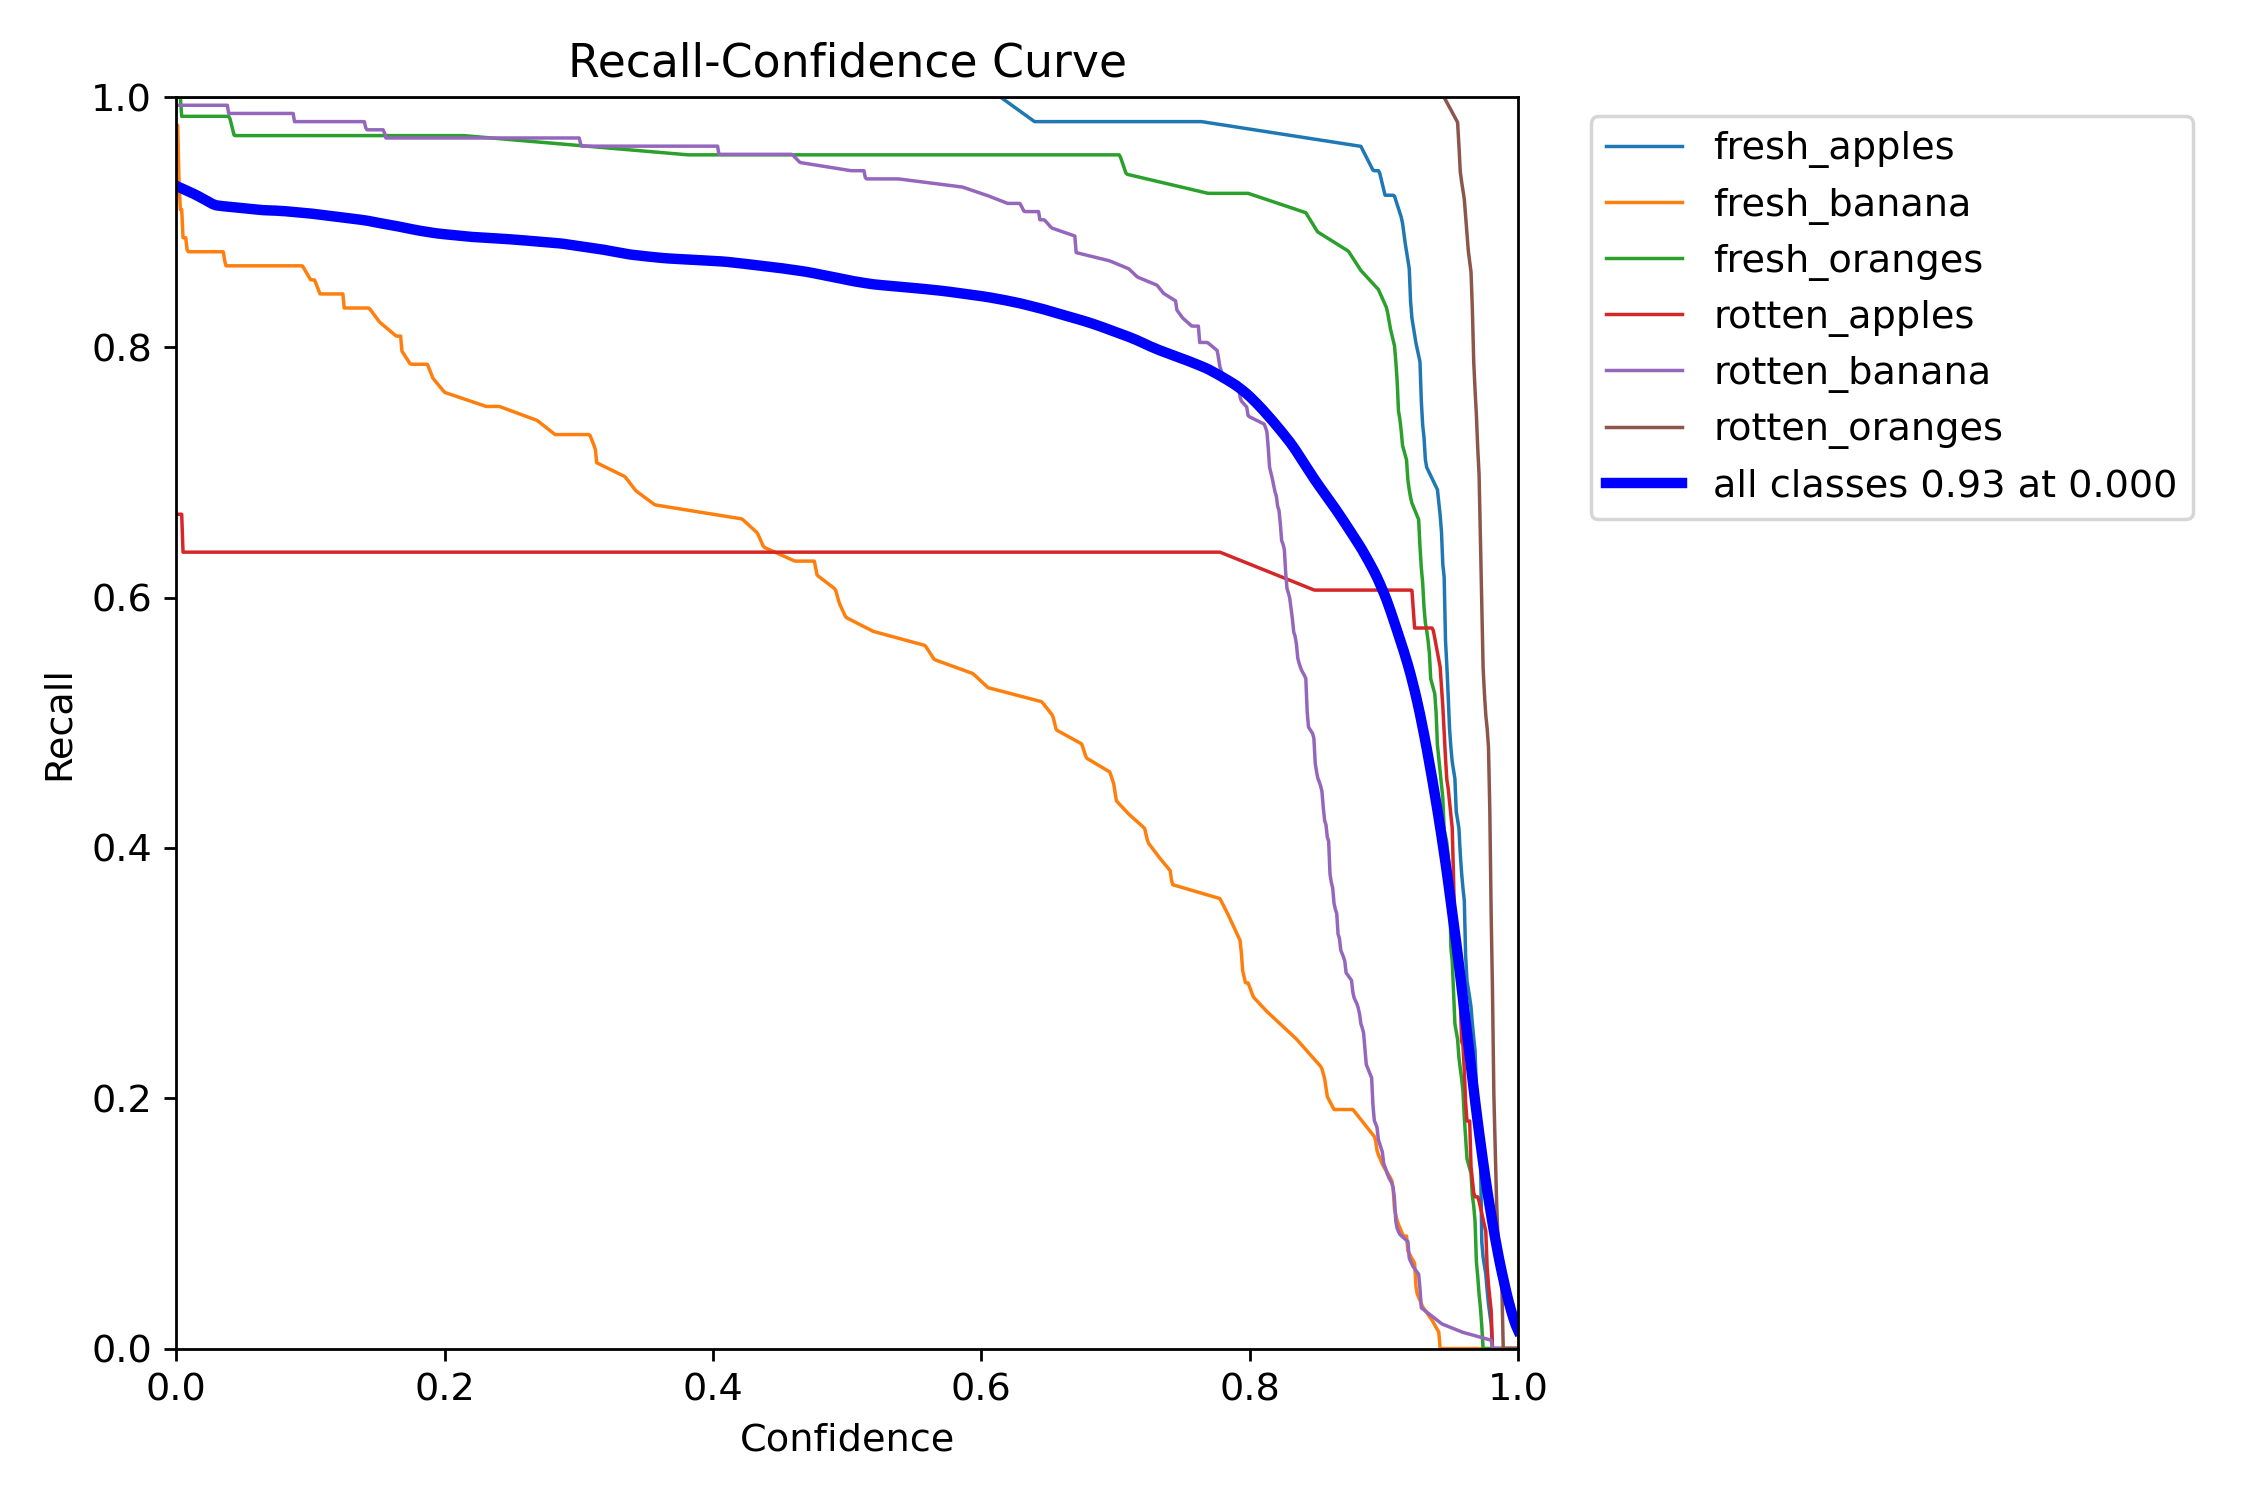 Recall-Confidence Curve
1.0
0.8
0.6
0.4
0.2
0.0
Recall
0.0 0.2 0.4 0.6 0.8 1.0
Confidence
fresh_apples
fresh_banana
fresh_oranges
rotten_apples
rotten_banana
rotten_oranges
all classes 0.93 at 0.000